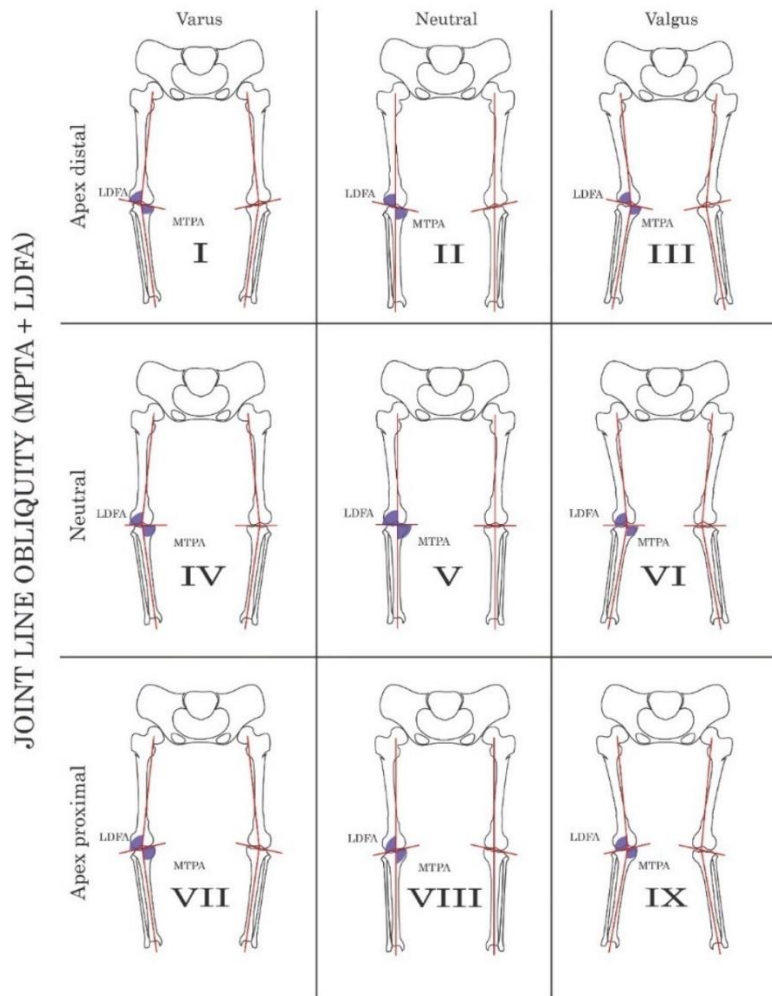 Varus
Neutral
Valgus
JOINT LINE OBLIQUITY (MPTA + LDFA)
Apex distal
LDFA
MTPA
I
LDFA
MTPA
II
LDFA
MTPA
III
Neutral
LDFA
MTPA
IV
LDFA
MTPA
V
LDFA
MTPA
VI
Apex proximal
LDFA
MTPA
VII
LDFA
MTPA
VIII
LDFA
MTPA
IX